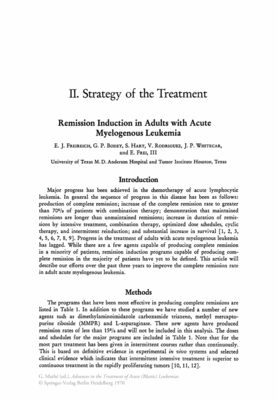 II. Strategy of the Treatment
Remission Induction in Adults with Acute
Myelogenous Leukemia
E. J. Freireich, G. P. Bodey, S. Hart, V. Rodriguez, J. P. Whitecar,
and E. Frei, III
University of Texas M. D. Anderson Hospital and Tumor Institute Houston, Texas
Introduction
Major progress has been achieved in the chemotherapy of acute lymphocytic
leukemia. In general the sequence of progress in this disease has been as follows:
production of complete remission; increase of the complete remission rate to greater
than 70% of patients with combination therapy; demonstration that maintained
remissions are longer than unmaintained remissions; increase in duration of remis-
sions by intensive treatment, combination therapy, optimized dose schedules, cyclic
therapy, and intermittent reinduction; and substantial increase in survival [1, 2, 3,
4, 5, 6, 7, 8, 9]. Progress in the treatment of adults with acute myelogenous leukemia
has lagged. While there are a few agents capable of producing complete remission
in a minority of patients, remission induction programs capable of producing com-
plete remission in the majority of patients have yet to be defined. This article will
describe our efforts over the past three years to improve the complete remission rate
in adult acute myelogenous leukemia.
Methods
The programs that have been most effective in producing complete remissions are
listed in Table 1. In addition to these programs we have studied a number of new
agents such as dimethylaminoimidazole carbonamide triazeno, methyl mercapto-
purine riboside (MMPR) and L-asparaginase. These new agents have produced
remission rates of less than 15% and will not be included in this analysis. The doses
and schedules for the major programs are included in Table 1. Note that for the
most part treatment has been given in intermittent courses rather than continuously.
This is based on definitive evidence in experimental in vivo systems and selected
clinical evidence which indicates that intermittent intensive treatment is superior to
continuous treatment in the rapidly proliferating tumors [10, 11, 12].
G. Mathé (ed.), Advances in the Treatment of Acute (Blastic) Leukemias
© Springer-Verlag Berlin Heidelberg 1970